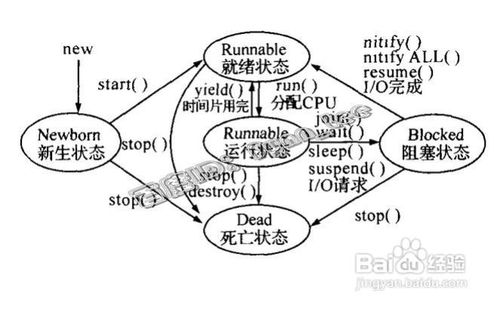 new
Runnable
就绪状态
nitify()
nitify ALL()
resume()
I/O完成
start()
yield()
时间片用完
run()
分配CPU
Newborn
新生状态
stop()
Runnable
运行状态
join()
wait()
sleep()
suspend()
I/O请求
Blocked
阻塞状态
stop()
stop()
destroy()
stop()
Dead
死亡状态
Baidu经验
jingyan.baidu.com